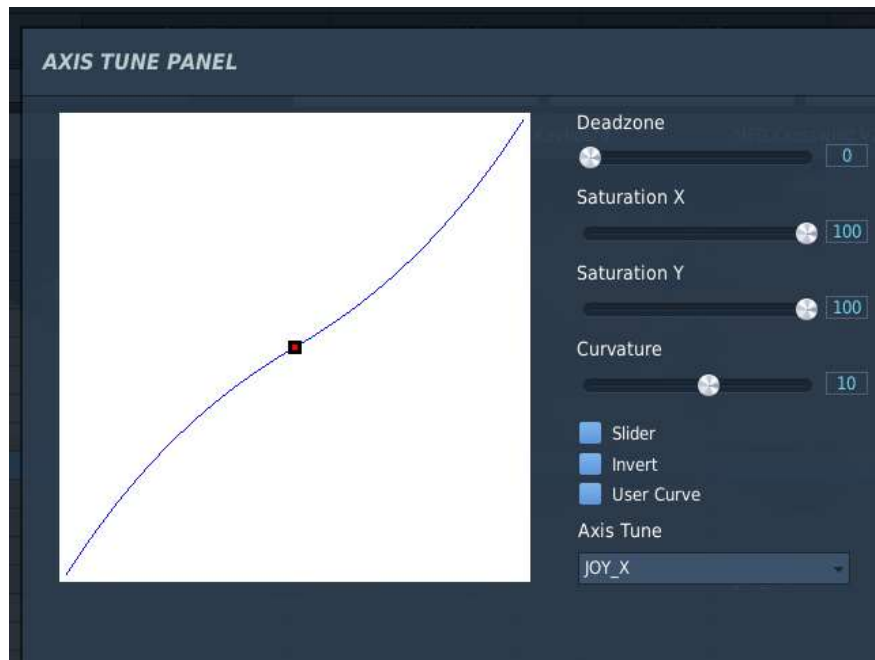 AXIS TUNE PANEL
Deadzone
0
Saturation X
100
Saturation Y
100
Curvature
10
Slider
Invert
User Curve
Axis Tune
JOY_X